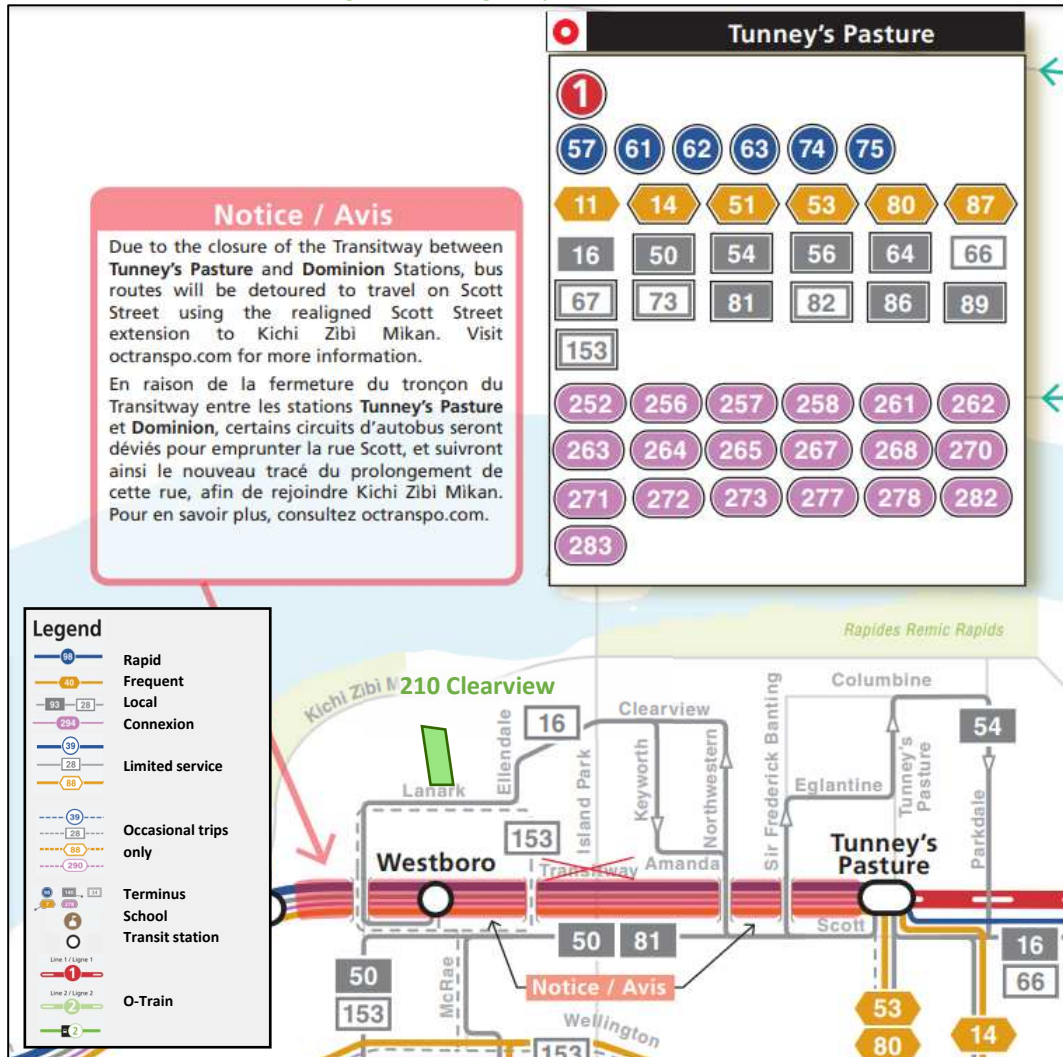 Tunney's Pasture
1
57 61 62 63 74 75
11 14 51 53 80 87
16 50 54 56 64 66
67 73 81 82 86 89
153
252 256 257 258 261 262
263 264 265 267 268 270
271 272 273 277 278 282
283
Notice / Avis
Due to the closure of the Transitway between
Tunney's Pasture and Dominion Stations, bus
routes will be detoured to travel on Scott
Street using the realigned Scott Street
extension to Kichi Zībī Mīkan. Visit
octranspo.com for more information.
En raison de la fermeture du tronçon du
Transitway entre les stations Tunney's Pasture
et Dominion, certains circuits d'autobus seront
déviés pour emprunter la rue Scott, et suivront
ainsi le nouveau tracé du prolongement de
cette rue, afin de rejoindre Kichi Zībī Mīkan.
Pour en savoir plus, consultez octranspo.com.
Legend
98 Rapid
40 Frequent
93 28 Local
294 Connexion
39
28 Limited service
88
39
28 Occasional trips
88 only
290
Terminus
School
Transit station
Line 1 / Ligne 1
1
Line 2 / Ligne 2
2 O-Train
2
Rapides Remic Rapids
Kichi Zībī
210 Clearview
Columbine
Clearview
16
54
Ellendale
Lanark
Island Park
Keyworth
Northwestern
Sir Frederick Banting
Eglantine
Tunney's
Pasture
Parkdale
153
Westboro
Transitway
Amanda
Tunney's
Pasture
Scott
50 81
16
66
50
153
McRae
Notice / Avis
Wellington
153
53
80
14